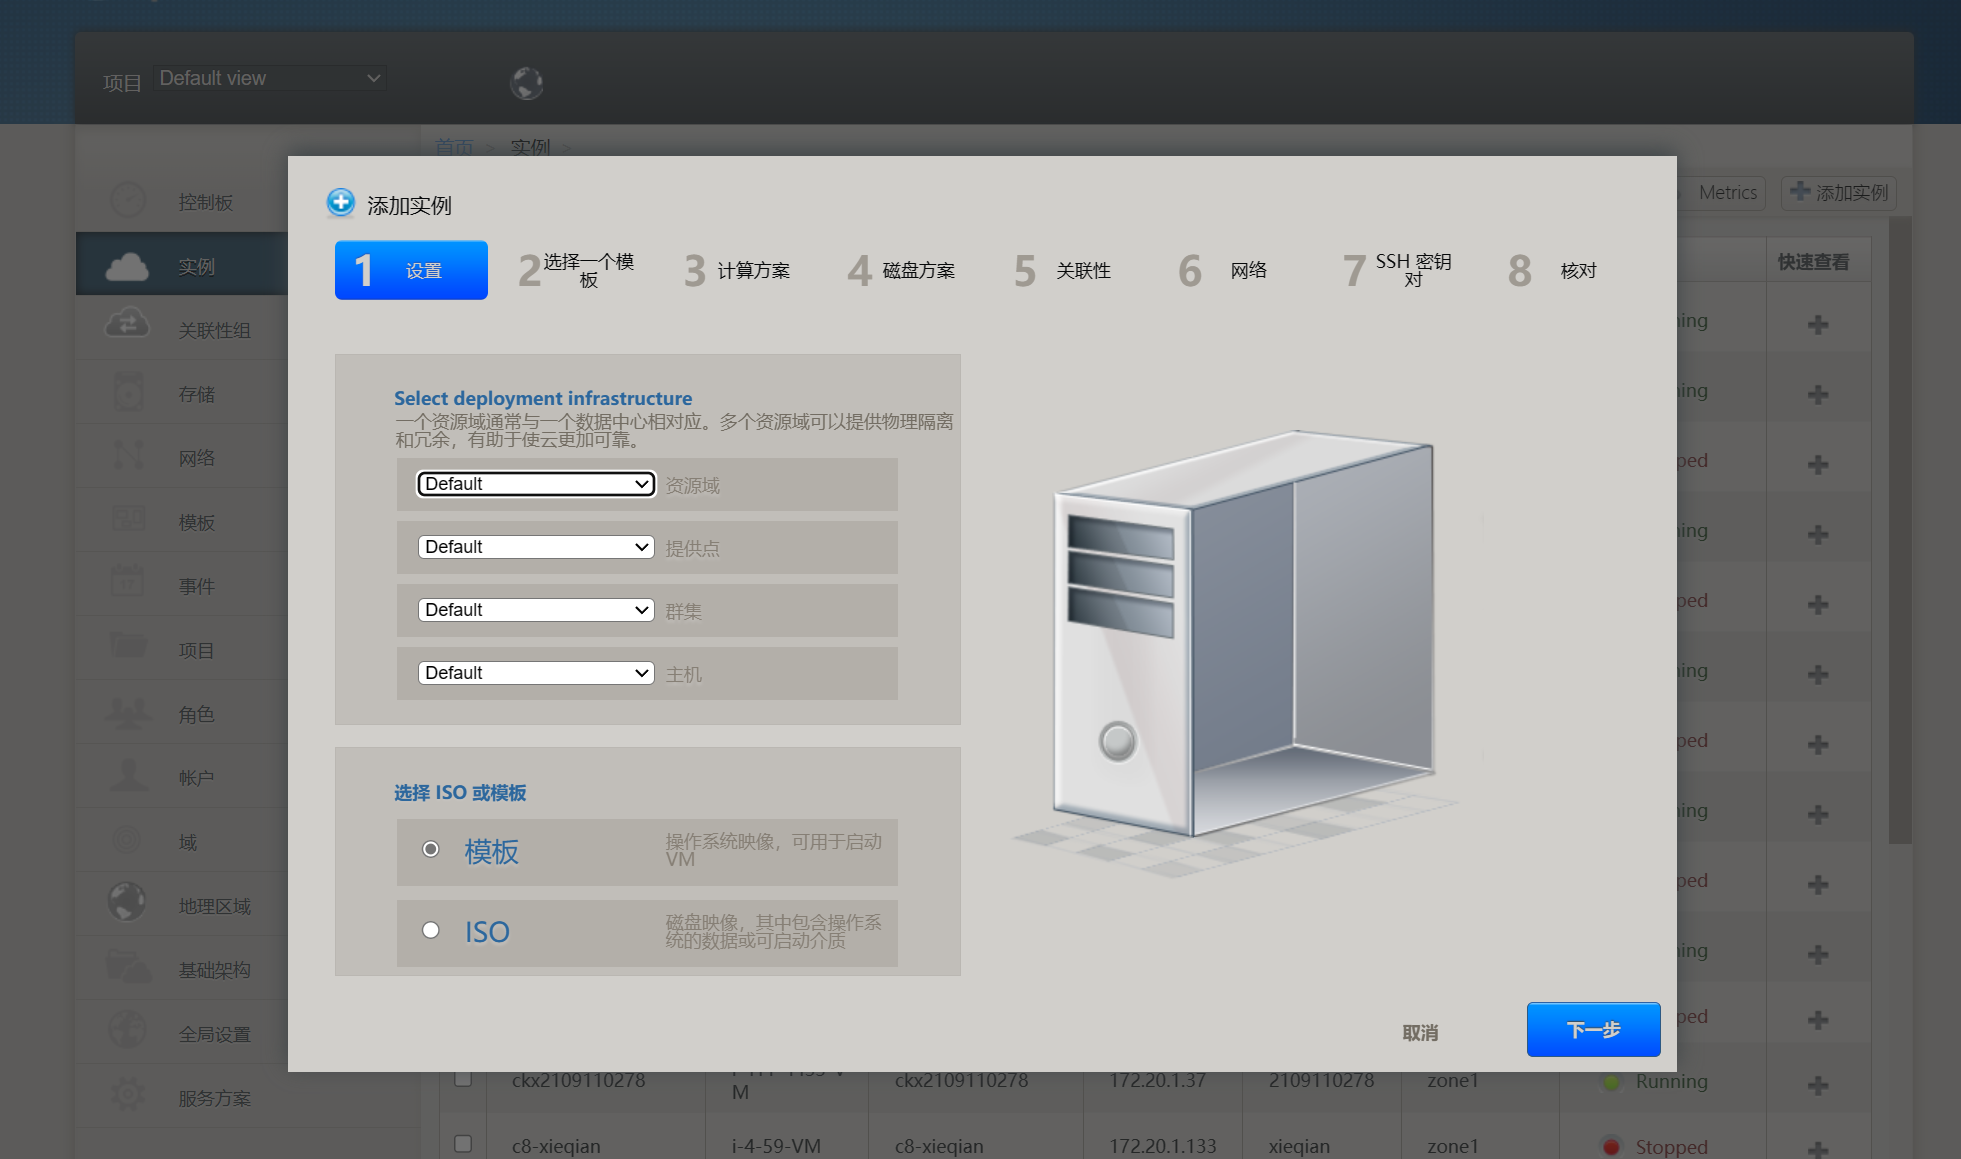 项目 Default view
首页 > 实例 >
控制板
实例
关联性组
存储
网络
模板
事件
项目
角色
帐户
域
地理区域
基础架构
全局设置
服务方案
Metrics
添加实例
快速查看
添加实例
1 设置
2 选择一个模
板
3 计算方案
4 磁盘方案
5 关联性
6 网络
7 SSH 密钥
对
8 核对
Select deployment infrastructure
一个资源域通常与一个数据中心相对应。多个资源域可以提供物理隔离
和冗余，有助于使云更加可靠。
Default 资源域
Default 提供点
Default 群集
Default 主机
选择 ISO 或模板
模板
操作系统映像，可用于启动
VM
ISO
磁盘映像，其中包含操作系
统的数据或可启动介质
取消
下一步
ning
ning
ped
ning
ped
ning
ped
ning
ped
ning
ped
ckx2109110278 ckx2109110278 172.20.1.37 2109110278 zone1 Running
M
c8-xieqian i-4-59-VM c8-xieqian 172.20.1.133 xieqian zone1 Stopped